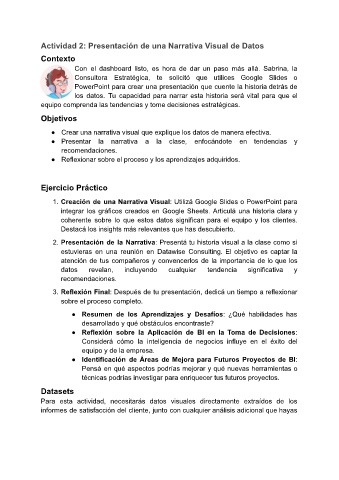 Actividad 2: Presentación de una Narrativa Visual de Datos
Contexto
Con el dashboard listo, es hora de dar un paso más allá. Sabrina, la
Consultora Estratégica, te solicitó que utilices Google Slides o
PowerPoint para crear una presentación que cuente la historia detrás de
los datos. Tu capacidad para narrar esta historia será vital para que el
equipo comprenda las tendencias y tome decisiones estratégicas.
Objetivos
● Crear una narrativa visual que explique los datos de manera efectiva.
● Presentar la narrativa a la clase, enfocándote en tendencias y
recomendaciones.
● Reflexionar sobre el proceso y los aprendizajes adquiridos.
Ejercicio Práctico
1. Creación de una Narrativa Visual: Utilizá Google Slides o PowerPoint para
integrar los gráficos creados en Google Sheets. Articulá una historia clara y
coherente sobre lo que estos datos significan para el equipo y los clientes.
Destacá los insights más relevantes que has descubierto.
2. Presentación de la Narrativa: Presentá tu historia visual a la clase como si
estuvieras en una reunión en Datawise Consulting. El objetivo es captar la
atención de tus compañeros y convencerlos de la importancia de lo que los
datos revelan, incluyendo cualquier tendencia significativa y
recomendaciones.
3. Reflexión Final: Después de tu presentación, dedicá un tiempo a reflexionar
sobre el proceso completo.
● Resumen de los Aprendizajes y Desafíos: ¿Qué habilidades has
desarrollado y qué obstáculos encontraste?
● Reflexión sobre la Aplicación de BI en la Toma de Decisiones:
Considerá cómo la inteligencia de negocios influye en el éxito del
equipo y de la empresa.
● Identificación de Áreas de Mejora para Futuros Proyectos de BI:
Pensá en qué aspectos podrías mejorar y qué nuevas herramientas o
técnicas podrías investigar para enriquecer tus futuros proyectos.
Datasets
Para esta actividad, necesitarás datos visuales directamente extraídos de los
informes de satisfacción del cliente, junto con cualquier análisis adicional que hayas